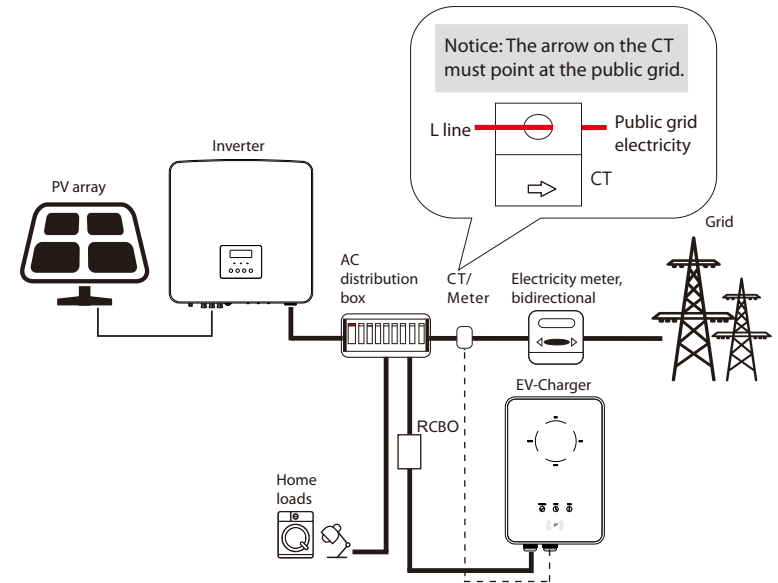 Notice: The arrow on the CT
must point at the public grid.
L line
Public grid
electricity
CT
Inverter
PV array
Grid
AC
distribution
box
CT/
Meter
Electricity meter,
bidirectional
EV-Charger
RCBO
Home
loads